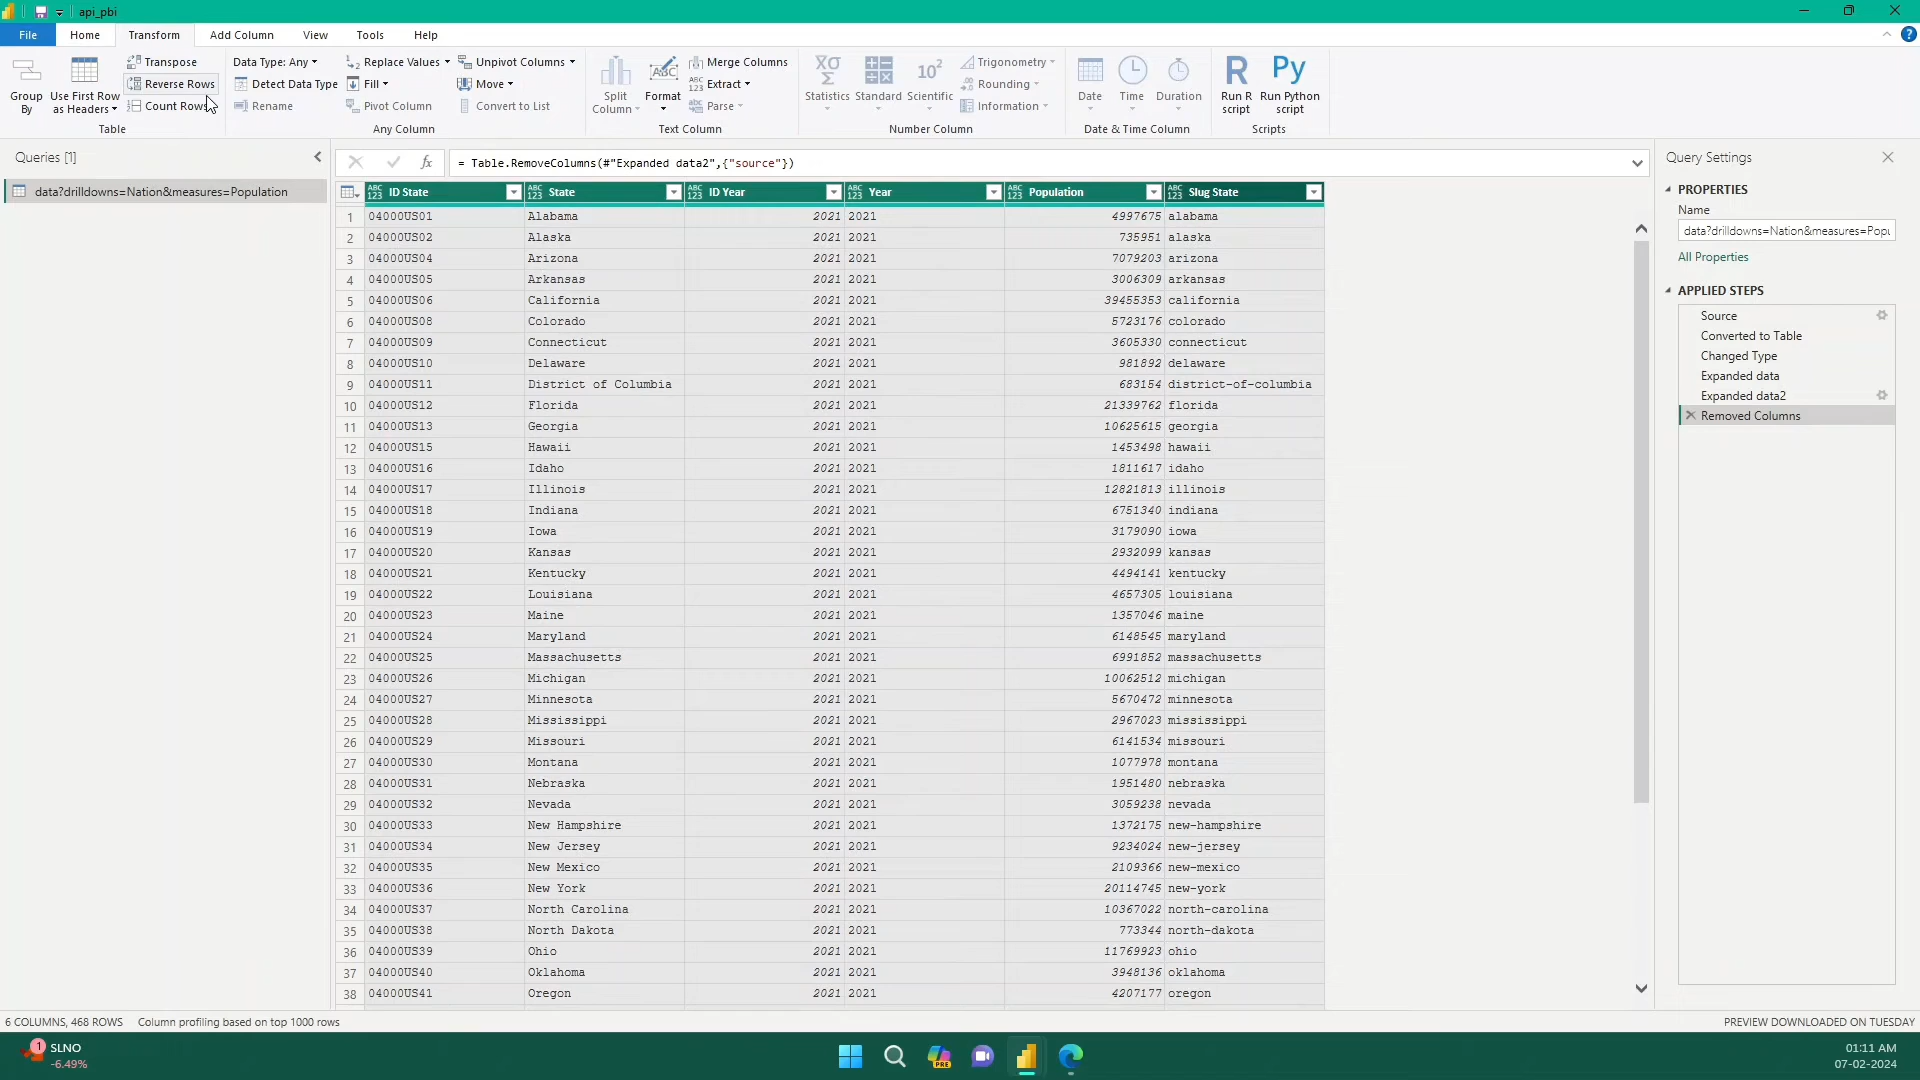 api_pbi
File Home Transform Add Column View Tools Help
Group By
Use First Row as Headers
Transpose
Reverse Rows
Count Rows
Table
Data Type: Any
Detect Data Type
Rename
Replace Values
Fill
Pivot Column
Unpivot Columns
Move
Convert to List
Any Column
Split Column
Format
Merge Columns
Extract
Parse
Text Column
Statistics
Standard
Scientific
Trigonometry
Rounding
Information
Number Column
Date
Time
Duration
Date & Time Column
Run R script
Run Python script
Scripts
Queries [1]
data?drilldowns=Nation&measures=Population
= Table.RemoveColumns(#"Expanded data2",{"source"})
ID State State ID Year Year Population Slug State
1 04000US01 Alabama 2021 2021 4997675 alabama
2 04000US02 Alaska 2021 2021 735951 alaska
3 04000US04 Arizona 2021 2021 7079203 arizona
4 04000US05 Arkansas 2021 2021 3006309 arkansas
5 04000US06 California 2021 2021 39455353 california
6 04000US08 Colorado 2021 2021 5723176 colorado
7 04000US09 Connecticut 2021 2021 3605330 connecticut
8 04000US10 Delaware 2021 2021 981892 delaware
9 04000US11 District of Columbia 2021 2021 683154 district-of-columbia
10 04000US12 Florida 2021 2021 21339762 florida
11 04000US13 Georgia 2021 2021 10625615 georgia
12 04000US15 Hawaii 2021 2021 1453498 hawaii
13 04000US16 Idaho 2021 2021 1811617 idaho
14 04000US17 Illinois 2021 2021 12821813 illinois
15 04000US18 Indiana 2021 2021 6751340 indiana
16 04000US19 Iowa 2021 2021 3179090 iowa
17 04000US20 Kansas 2021 2021 2932099 kansas
18 04000US21 Kentucky 2021 2021 4494141 kentucky
19 04000US22 Louisiana 2021 2021 4657305 louisiana
20 04000US23 Maine 2021 2021 1357046 maine
21 04000US24 Maryland 2021 2021 6148545 maryland
22 04000US25 Massachusetts 2021 2021 6991852 massachusetts
23 04000US26 Michigan 2021 2021 10062512 michigan
24 04000US27 Minnesota 2021 2021 5670472 minnesota
25 04000US28 Mississippi 2021 2021 2967023 mississippi
26 04000US29 Missouri 2021 2021 6141534 missouri
27 04000US30 Montana 2021 2021 1077978 montana
28 04000US31 Nebraska 2021 2021 1951480 nebraska
29 04000US32 Nevada 2021 2021 3059238 nevada
30 04000US33 New Hampshire 2021 2021 1372175 new-hampshire
31 04000US34 New Jersey 2021 2021 9234024 new-jersey
32 04000US35 New Mexico 2021 2021 2109366 new-mexico
33 04000US36 New York 2021 2021 20114745 new-york
34 04000US37 North Carolina 2021 2021 10367022 north-carolina
35 04000US38 North Dakota 2021 2021 773344 north-dakota
36 04000US39 Ohio 2021 2021 11769923 ohio
37 04000US40 Oklahoma 2021 2021 3948136 oklahoma
38 04000US41 Oregon 2021 2021 4207177 oregon
Query Settings
PROPERTIES
Name
data?drilldowns=Nation&measures=Popu
All Properties
APPLIED STEPS
Source
Converted to Table
Changed Type
Expanded data
Expanded data2
Removed Columns
6 COLUMNS, 468 ROWS Column profiling based on top 1000 rows
PREVIEW DOWNLOADED ON TUESDAY
1
SLNO
-6.49%
PRE
01:11 AM
07-02-2024